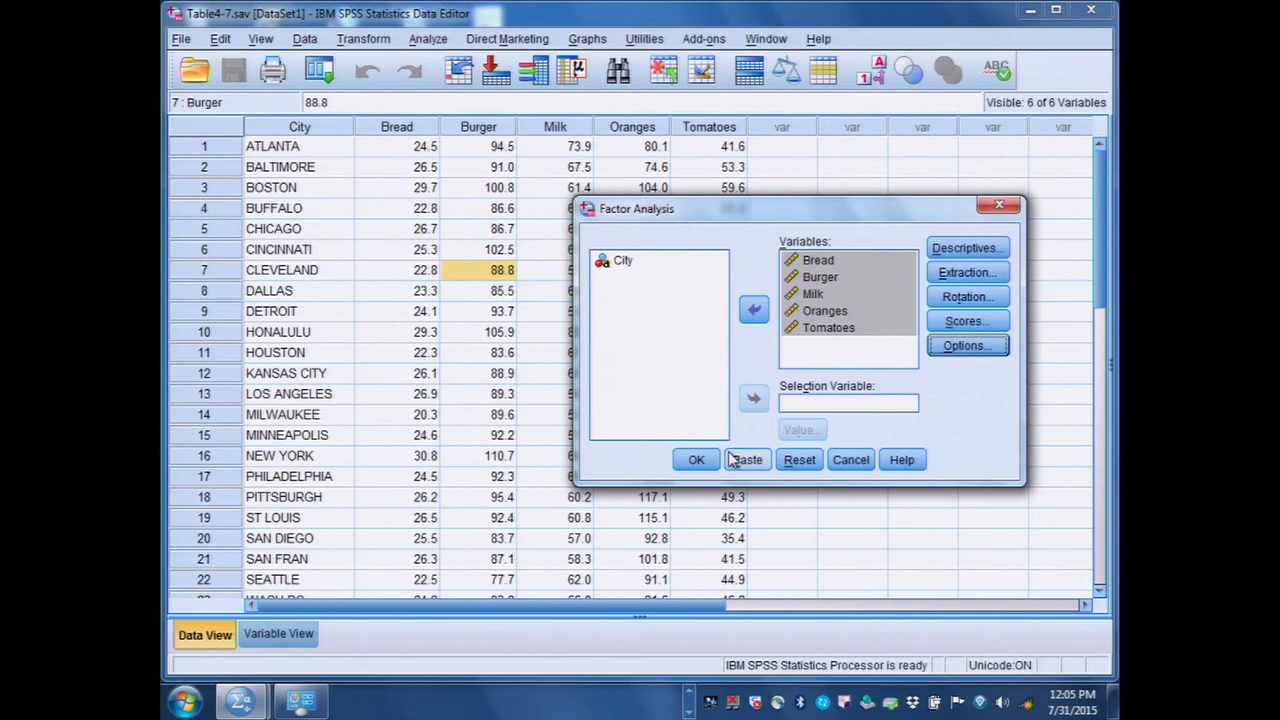 Table4-7.sav [DataSet1] - IBM SPSS Statistics Data Editor
File Edit View Data Transform Analyze Direct Marketing Graphs Utilities Add-ons Window Help
7 : Burger 88.8 Visible: 6 of 6 Variables
City Bread Burger Milk Oranges Tomatoes var var var var var
1 ATLANTA 24.5 94.5 73.9 80.1 41.6
2 BALTIMORE 26.5 91.0 67.5 74.6 53.3
3 BOSTON 29.7 100.8 61.4 104.0 59.6
4 BUFFALO 22.8 86.6
5 CHICAGO 26.7 86.7
6 CINCINNATI 25.3 102.5
7 CLEVELAND 22.8 88.8
8 DALLAS 23.3 85.5
9 DETROIT 24.1 93.7
10 HONALULU 29.3 105.9
11 HOUSTON 22.3 83.6
12 KANSAS CITY 26.1 88.9
13 LOS ANGELES 26.9 89.3
14 MILWAUKEE 20.3 89.6
15 MINNEAPOLIS 24.6 92.2
16 NEW YORK 30.8 110.7
17 PHILADELPHIA 24.5 92.3
18 PITTSBURGH 26.2 95.4 60.2 117.1 49.3
19 ST LOUIS 26.5 92.4 60.8 115.1 46.2
20 SAN DIEGO 25.5 83.7 57.0 92.8 35.4
21 SAN FRAN 26.3 87.1 58.3 101.8 41.5
22 SEATTLE 22.5 77.7 62.0 91.1 44.9
Factor Analysis
City
Variables:
Bread
Burger
Milk
Oranges
Tomatoes
Descriptives...
Extraction...
Rotation...
Scores...
Options...
Selection Variable:
Value...
OK Paste Reset Cancel Help
Data View Variable View
IBM SPSS Statistics Processor is ready Unicode:ON
12:05 PM
7/31/2015